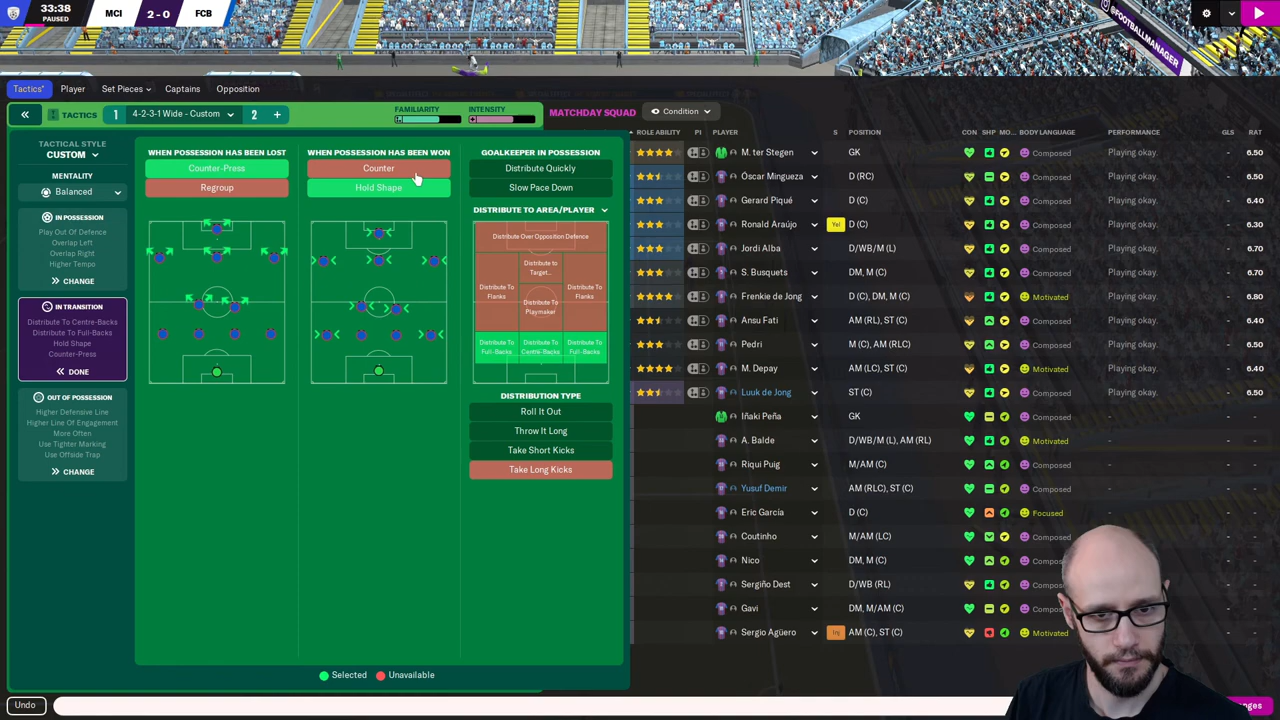 33:38
PAUSED
MCI
2 - 0
FCB
@FOOTBALLMANAGER
Tactics*
Player
Set Pieces
Captains
Opposition
TACTICS
1
4-2-3-1 Wide - Custom
2
+
FAMILIARITY
INTENSITY
MATCHDAY SQUAD
Condition
TACTICAL STYLE
CUSTOM
MENTALITY
Balanced
IN POSSESSION
Play Out Of Defence
Overlap Left
Overlap Right
Higher Tempo
CHANGE
IN TRANSITION
Distribute To Centre-Backs
Distribute To Full-Backs
Hold Shape
Counter-Press
DONE
OUT OF POSSESSION
Higher Defensive Line
Higher Line Of Engagement
More Often
Use Tighter Marking
Use Offside Trap
CHANGE
WHEN POSSESSION HAS BEEN LOST
Counter-Press
Regroup
WHEN POSSESSION HAS BEEN WON
Counter
Hold Shape
GOALKEEPER IN POSSESSION
Distribute Quickly
Slow Pace Down
DISTRIBUTE TO AREA/PLAYER
Distribute Over Opposition Defence
Distribute To Flanks
Distribute to Target...
Distribute To Playmaker
Distribute To Flanks
Distribute To Full-Backs
Distribute To Centre-Backs
Distribute To Full-Backs
DISTRIBUTION TYPE
Roll It Out
Throw It Long
Take Short Kicks
Take Long Kicks
Selected
Unavailable
ROLE ABILITY PI PLAYER S POSITION CON SHP MO... BODY LANGUAGE PERFORMANCE GLS RAT
M. ter Stegen GK Composed Playing okay. - 6.50
Óscar Mingueza D (RC) Composed Playing okay. - 6.50
Gerard Piqué D (C) Composed Playing okay. - 6.40
Ronald Araújo Yel D (C) Composed Playing okay. - 6.30
Jordi Alba D/WB/M (L) Composed Playing okay. - 6.70
S. Busquets DM, M (C) Composed Playing okay. - 6.70
Frenkie de Jong D (C), DM, M (C) Motivated Playing okay. - 6.80
Ansu Fati AM (RL), ST (C) Composed Playing okay. - 6.40
Pedri M (C), AM (RLC) Composed Playing okay. - 6.50
M. Depay AM (LC), ST (C) Motivated Playing okay. - 6.40
Luuk de Jong ST (C) Composed Playing okay. - 6.50
Iñaki Peña GK Composed - -
A. Balde D/WB/M (L), AM (RL) Motivated - -
Riqui Puig M/AM (C) Composed - -
Yusuf Demir AM (RLC), ST (C) Composed - -
Eric García D (C) Focused - -
Coutinho M/AM (LC) Composed - -
Nico DM, M (C) Composed
Sergiño Dest D/WB (RL)
Gavi DM, M/AM (C)
Sergio Agüero Inj AM (C), ST (C) Motivated
Undo